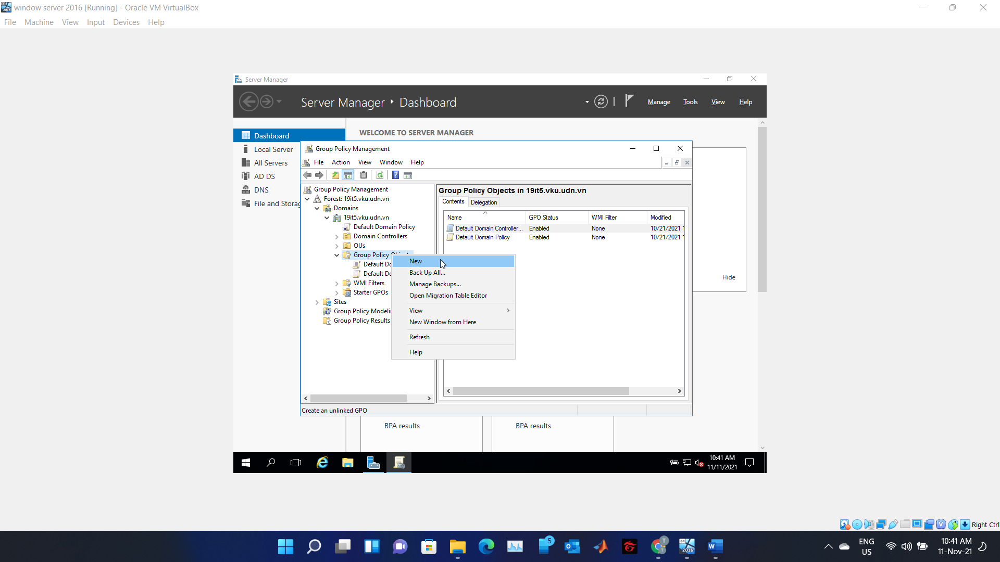 window server 2016 [Running] - Oracle VM VirtualBox
File Machine View Input Devices Help
Server Manager
Server Manager Dashboard
Manage Tools View Help
Dashboard
Local Server
All Servers
AD DS
DNS
File and Storag
WELCOME TO SERVER MANAGER
Group Policy Management
File Action View Window Help
Group Policy Management
Forest: 19it5.vku.udn.vn
Domains
19it5.vku.udn.vn
Default Domain Policy
Domain Controllers
OUs
Group Policy Object
Default Do
Default Do
WMI Filters
Starter GPOs
Sites
Group Policy Modelin
Group Policy Results
Group Policy Objects in 19it5.vku.udn.vn
Contents Delegation
Name GPO Status WMI Filter Modified
Default Domain Controller... Enabled None 10/21/2021 1
Default Domain Policy Enabled None 10/21/2021 1
New
Back Up All...
Manage Backups...
Open Migration Table Editor
View
New Window from Here
Refresh
Help
Create an unlinked GPO
Hide
BPA results
BPA results
10:41 AM
11/11/2021
Right Ctrl
5
64
2016
ENG
US
10:41 AM
11-Nov-21